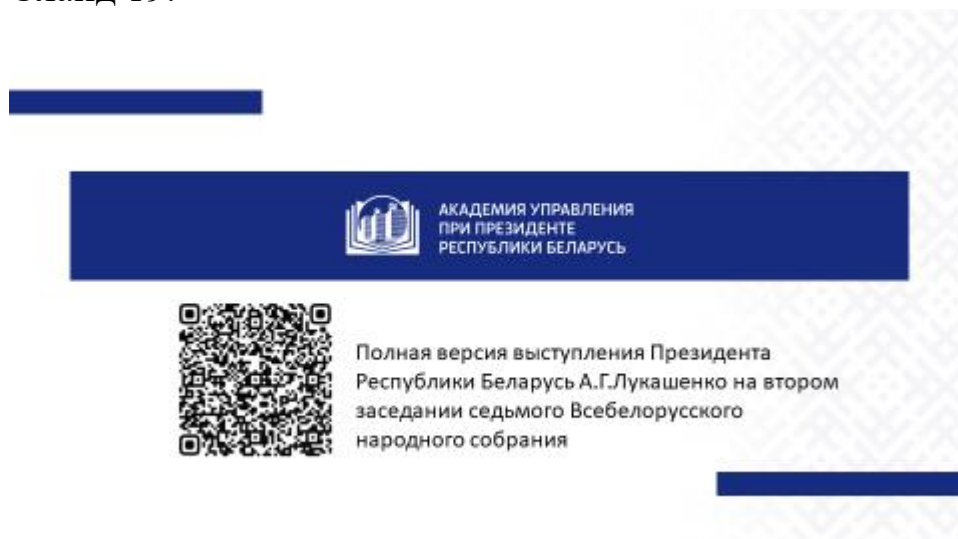 АКАДЕМИЯ УПРАВЛЕНИЯ
ПРИ ПРЕЗИДЕНТЕ
РЕСПУБЛИКИ БЕЛАРУСЬ
Полная версия выступления Президента
Республики Беларусь А.Г.Лукашенко на втором
заседании седьмого Всебелорусского
народного собрания